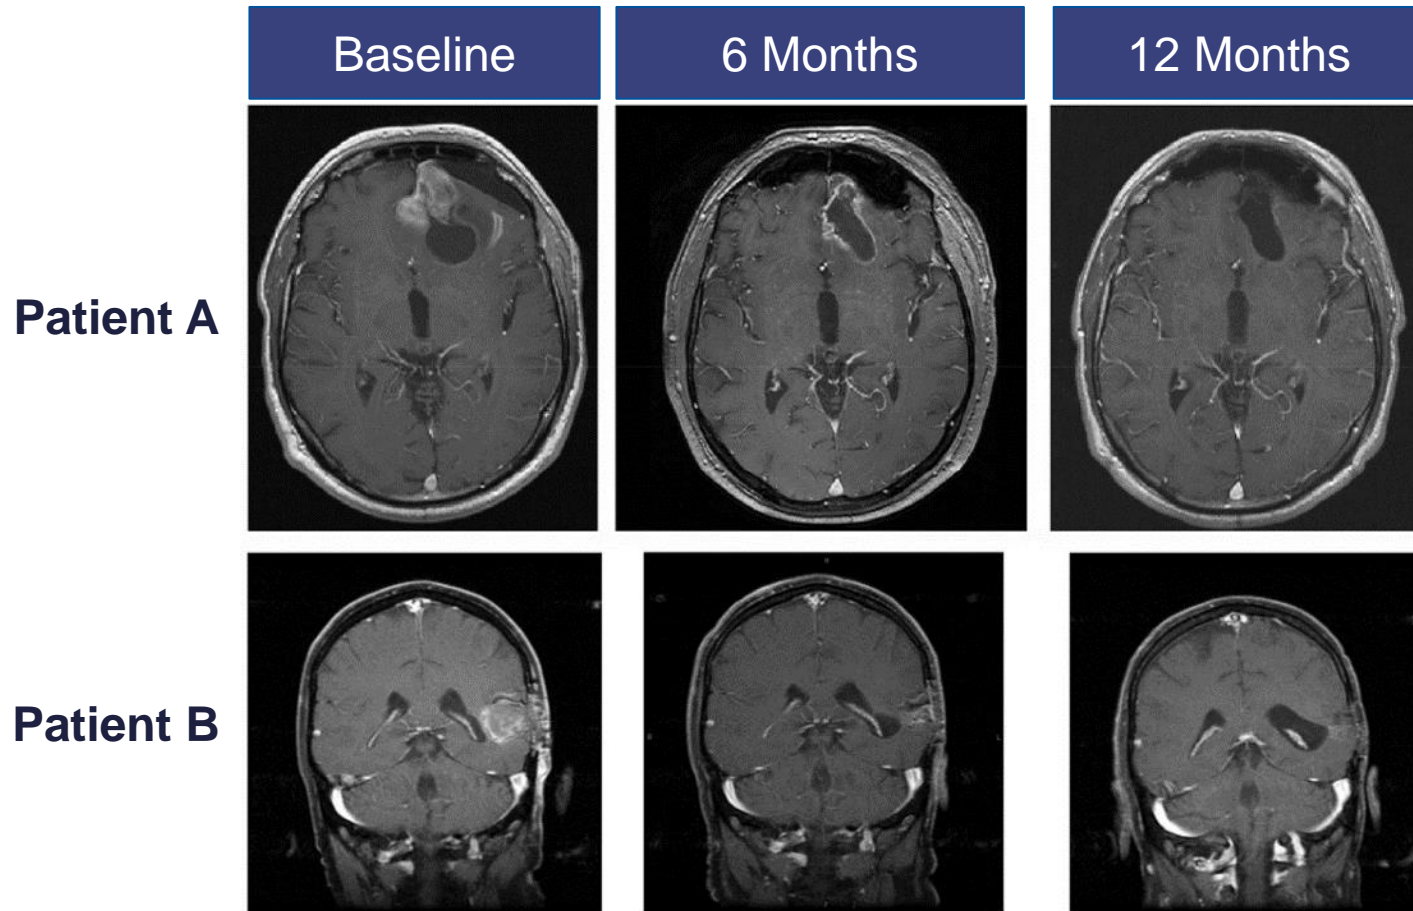 Baseline
6 Months
12 Months
Patient A
Patient B